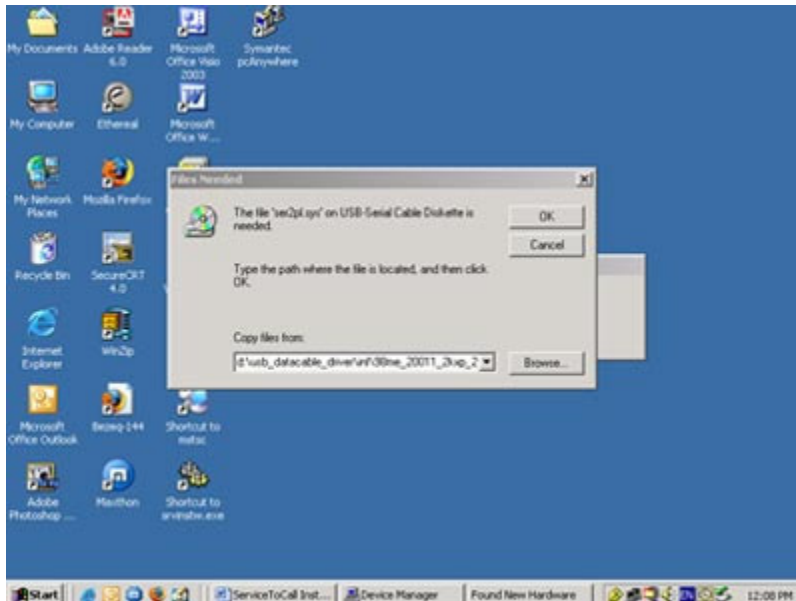 My Documents
Adobe Reader
6.0
Microsoft
Office Visio
2003
Symantec
pcAnywhere
My Computer
Ethereal
Microsoft
Office W...
My Network
Places
Mozilla Firefox
Recycle Bin
SecureCRT
4.0
Internet
Explorer
WinZip
Microsoft
Office Outlook
Bezeq-144
Shortcut to
mstsc
Adobe
Photoshop ...
Maxthon
Shortcut to
srvinstw.exe
Files Needed
The file 'ser2pl.sys' on USB-Serial Cable Diskette is
needed.
Type the path where the file is located, and then click
OK.
Copy files from:
d:\usb_datacable_driver\inf\98me_20011_2kxp_2
OK
Cancel
Browse...
Start
ServiceToCall Inst...
Device Manager
Found New Hardware
EN
12:08 PM